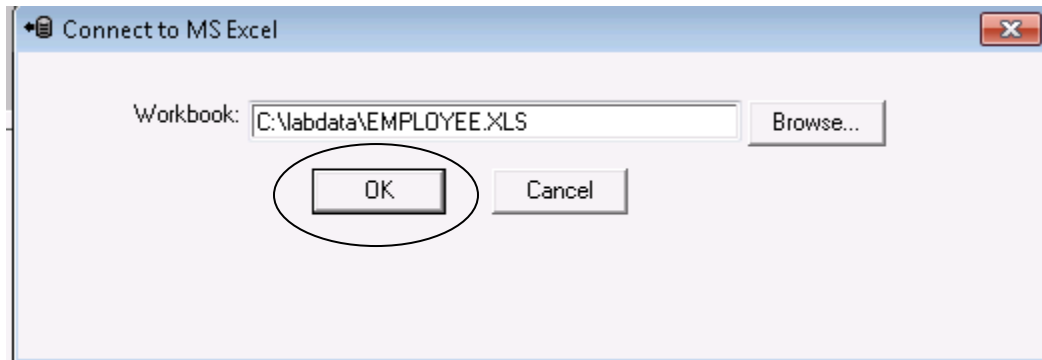 Connect to MS Excel
Workbook: C:\labdata\EMPLOYEE.XLS Browse...
OK Cancel